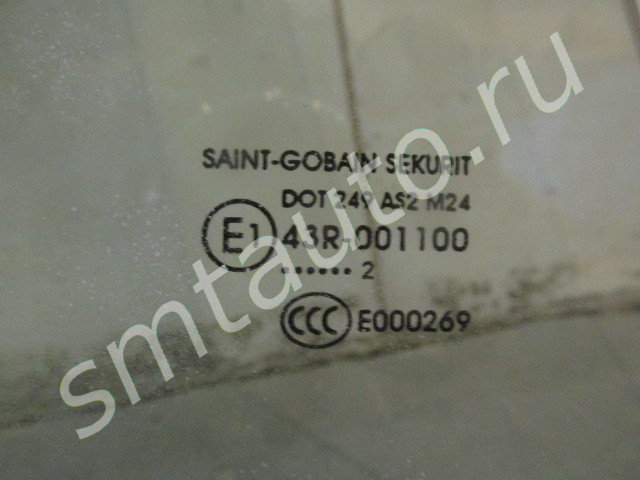 SAINT-GOBAIN SEKURIT
DOT 249 AS2 M24
E1 43R-001100
...... 2
CCC E000269
smtauto.ru